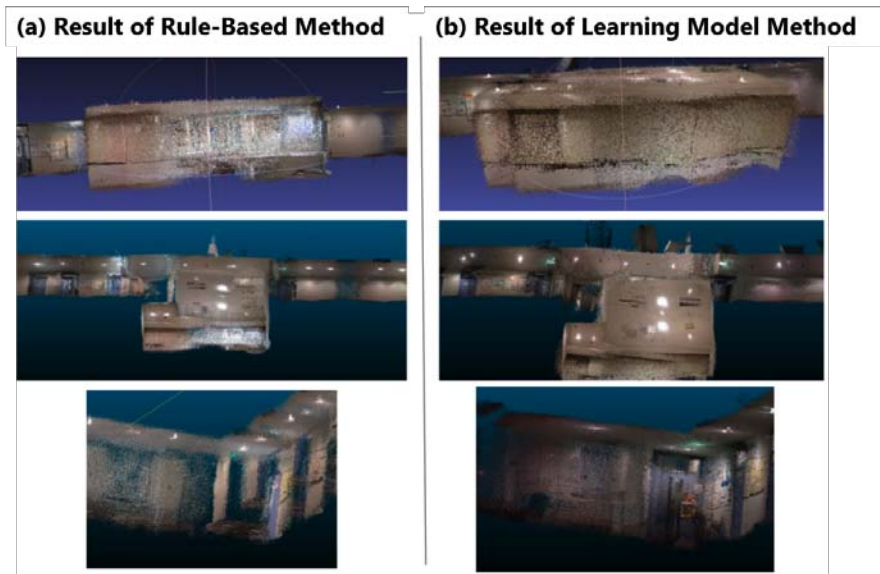 (a) Result of Rule-Based Method
(b) Result of Learning Model Method